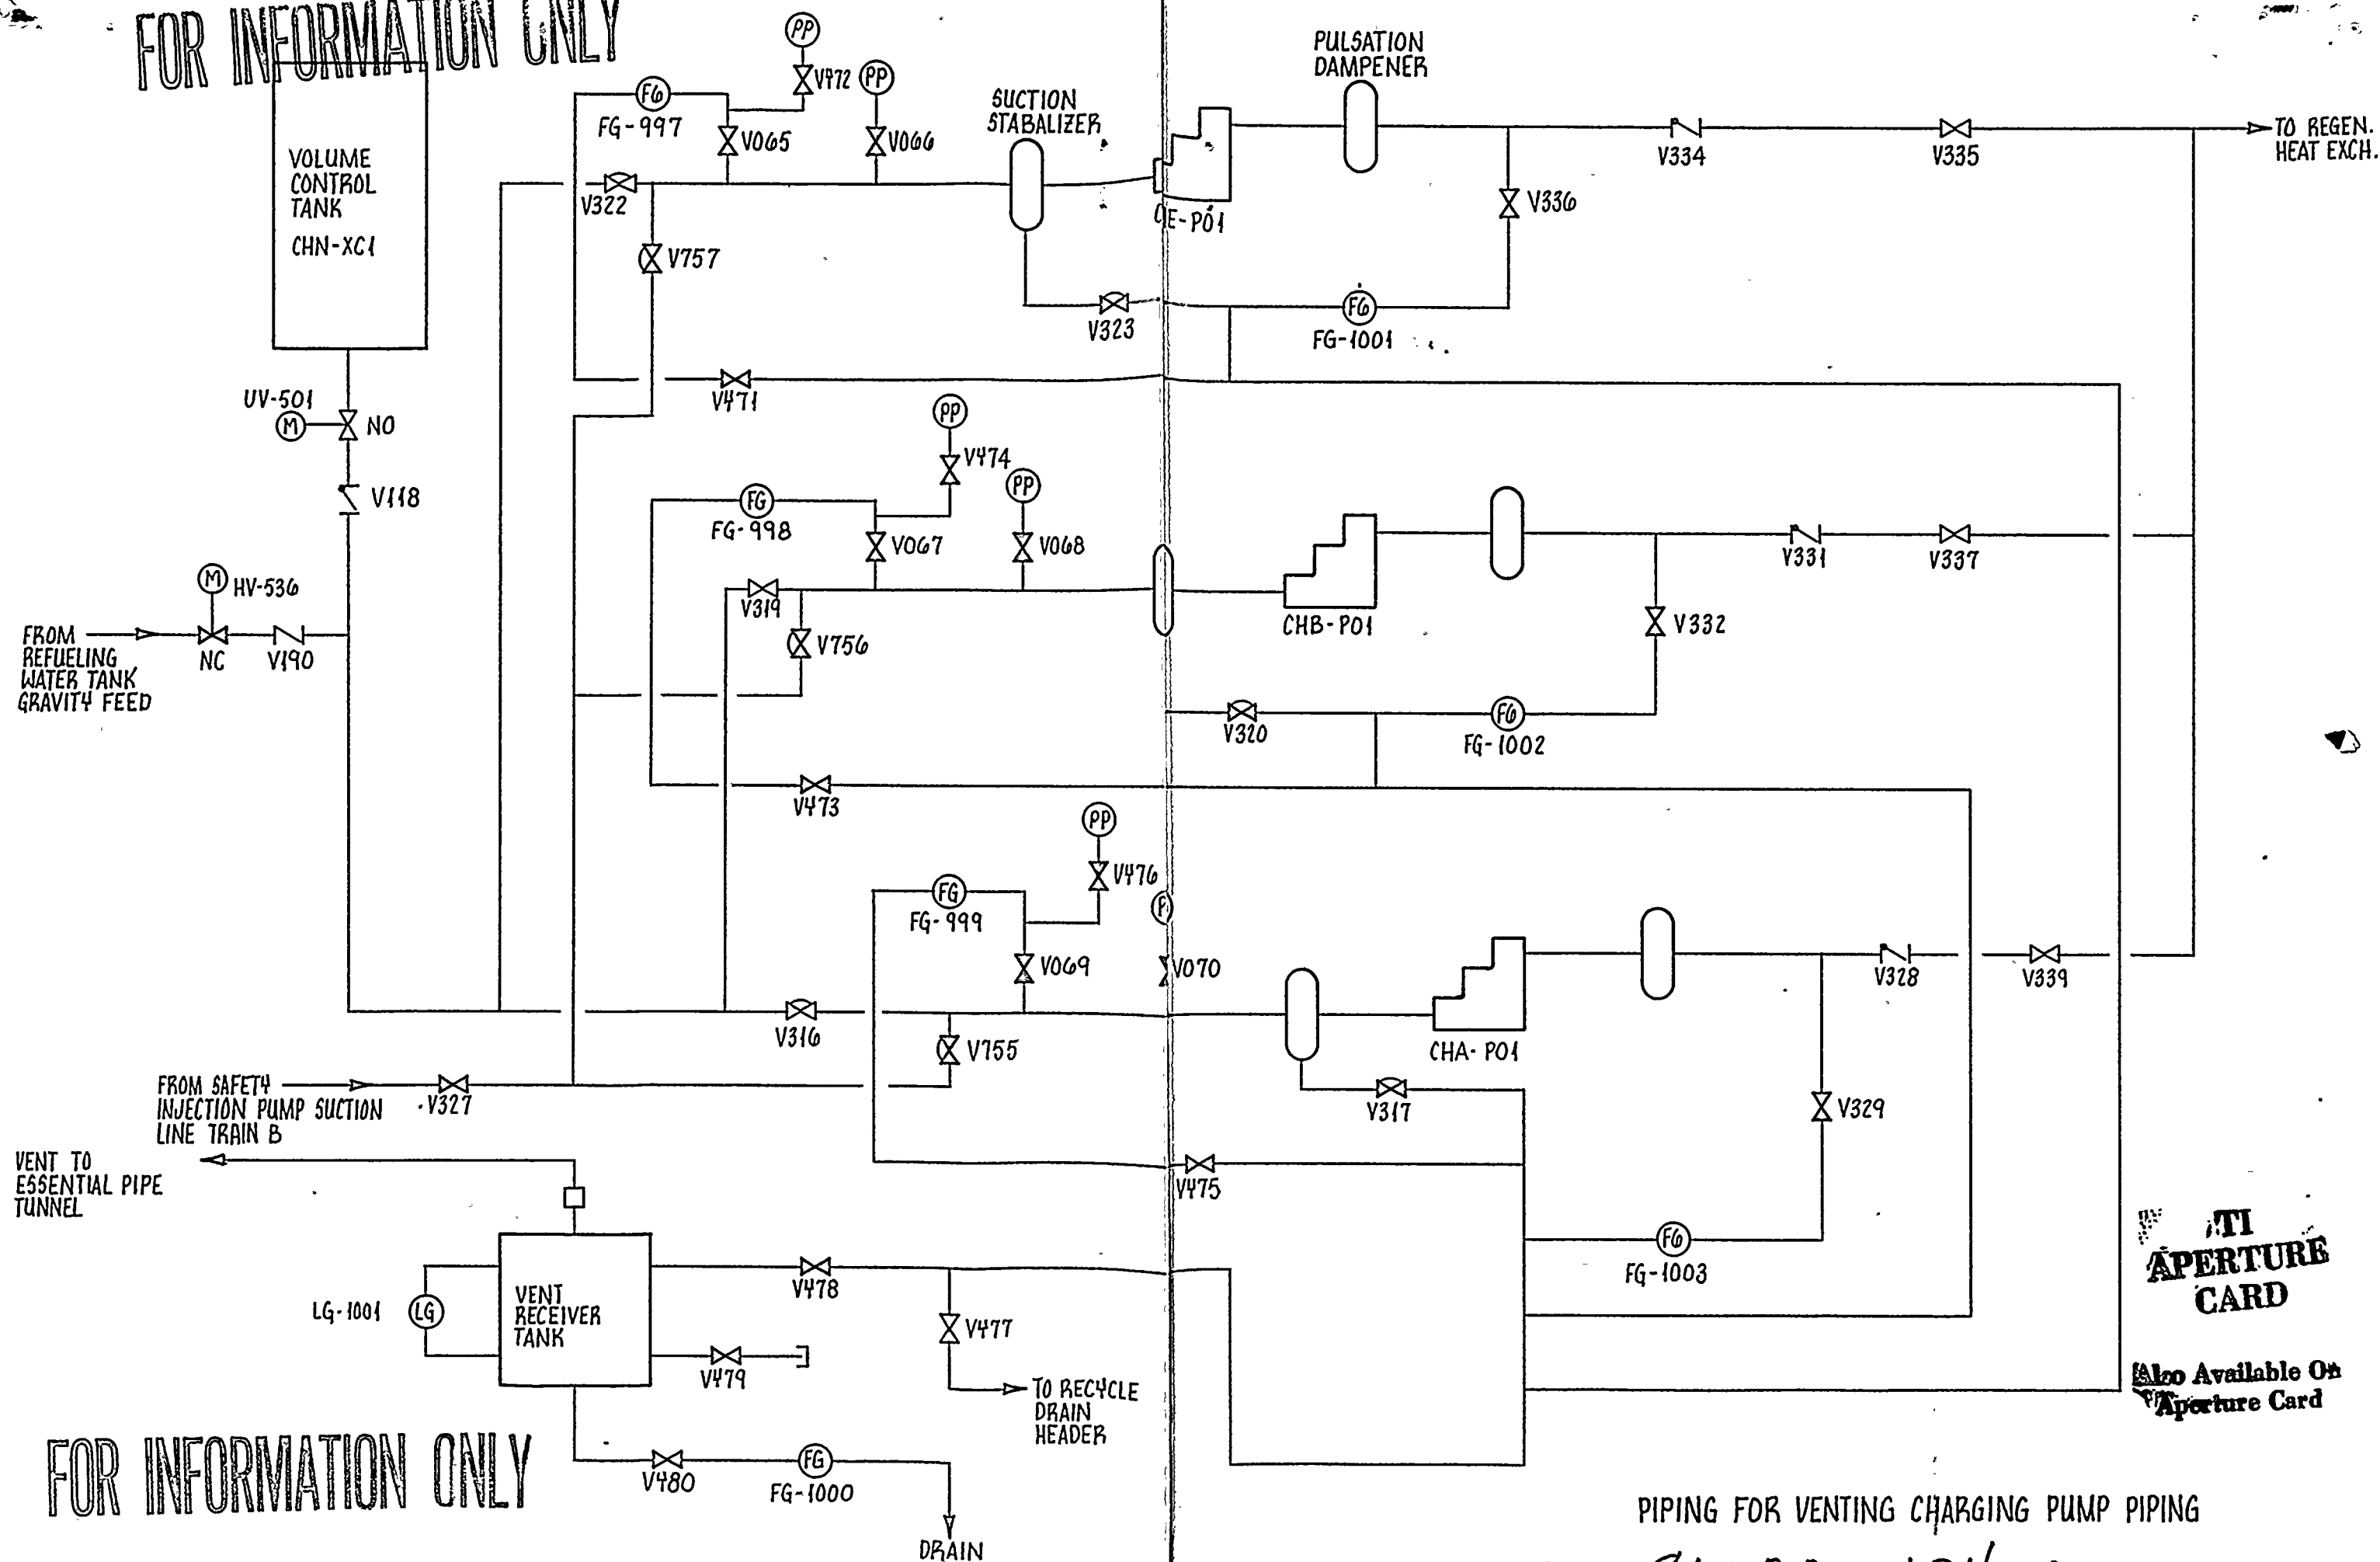 FOR INFORMATION ONLY
PP
V472
PP
FG
FG-997
V065
V066
SUCTION
STABALIZER
PULSATION
DAMPENER
V334
V335
TO REGEN.
HEAT EXCH.
VOLUME
CONTROL
TANK
CHN-XC1
V322
V757
E-P01
V336
V323
FG
FG-1001
V471
UV-501
M
NO
V118
PP
V474
PP
FG
FG-998
V067
V068
V331
V337
M
HV-536
V319
V756
CHB-P01
V332
FROM
REFUELING
WATER TANK
GRAVITY FEED
NC
V190
V320
FG
FG-1002
V473
PP
V476
FG
FG-999
P
V069
V070
V328
V339
V316
V755
CHA-P01
FROM SAFETY
INJECTION PUMP SUCTION
LINE TRAIN B
V327
V317
V329
VENT TO
ESSENTIAL PIPE
TUNNEL
V475
FG
FG-1003
TI
APERTURE
CARD
LG-1001
LG
VENT
RECEIVER
TANK
V478
V477
V479
TO RECYCLE
DRAIN
HEADER
Also Available On
Aperture Card
FOR INFORMATION ONLY
V480
FG
FG-1000
DRAIN
PIPING FOR VENTING CHARGING PUMP PIPING